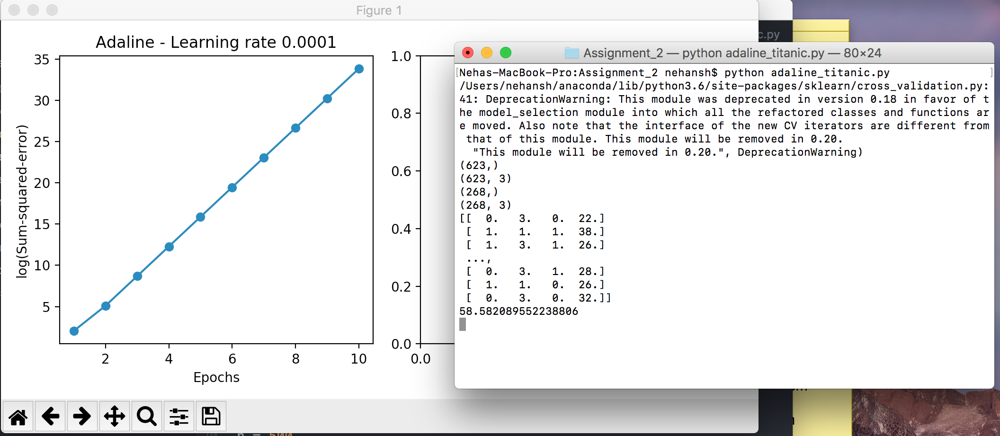 Figure 1
Adaline - Learning rate 0.0001
35
30
25
20
15
10
5
log(Sum-squared-error)
2 4 6 8 10
Epochs
1.0
0.8
0.6
0.4
0.2
0.0
0.0
c.py
Assignment_2 — python adaline_titanic.py — 80×24
[Nehas-MacBook-Pro:Assignment_2 nehansh$ python adaline_titanic.py ]
/Users/nehansh/anaconda/lib/python3.6/site-packages/sklearn/cross_validation.py:
41: DeprecationWarning: This module was deprecated in version 0.18 in favor of t
he model_selection module into which all the refactored classes and functions ar
e moved. Also note that the interface of the new CV iterators are different from
 that of this module. This module will be removed in 0.20.
  "This module will be removed in 0.20.", DeprecationWarning)
(623,)
(623, 3)
(268,)
(268, 3)
[[  0.   3.   0.  22.]
 [  1.   1.   1.  38.]
 [  1.   3.   1.  26.]
 ...,
 [  0.   3.   1.  28.]
 [  1.   1.   0.  26.]
 [  0.   3.   0.  32.]]
58.582089552238806